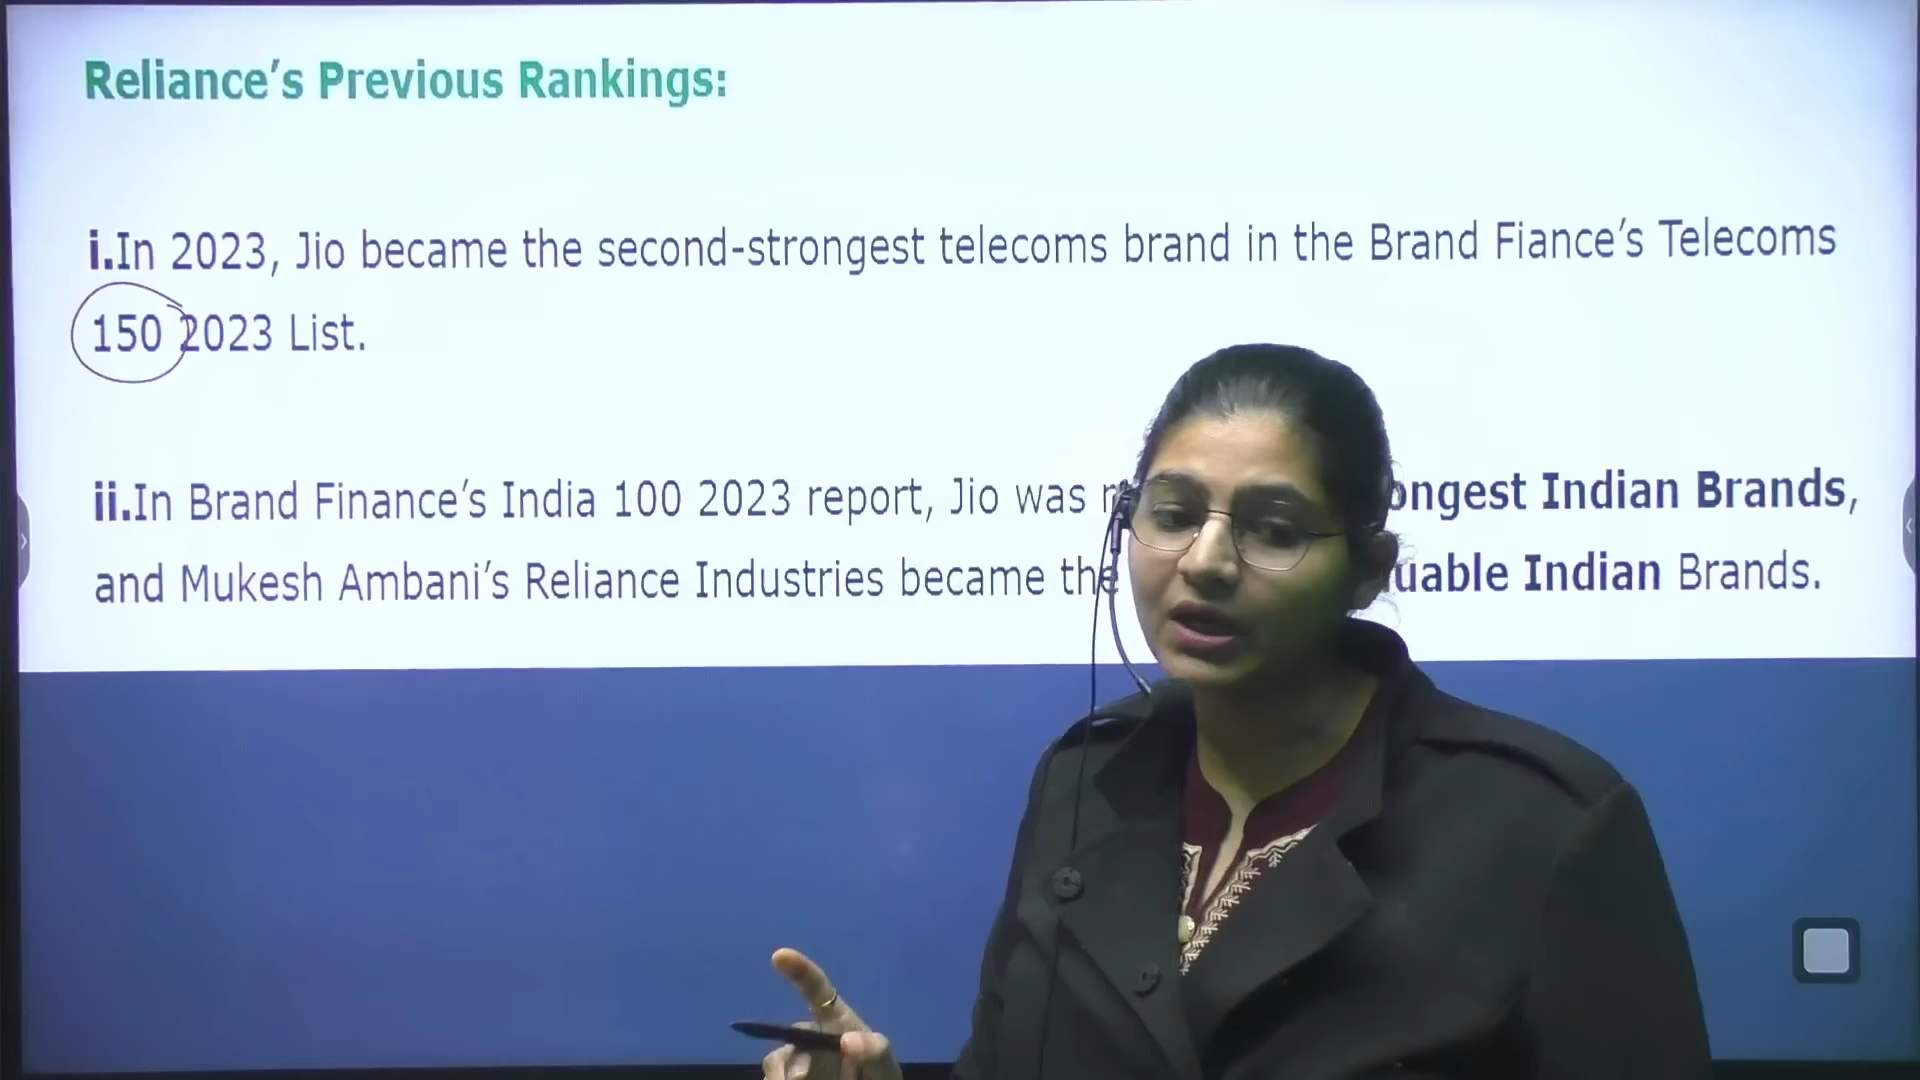 Reliance’s Previous Rankings:
i.In 2023, Jio became the second-strongest telecoms brand in the Brand Fiance’s Telecoms
150 2023 List.
ii.In Brand Finance’s India 100 2023 report, Jio was Indian Brands,
and Mukesh Ambani’s Reliance Industries became the Indian Brands.